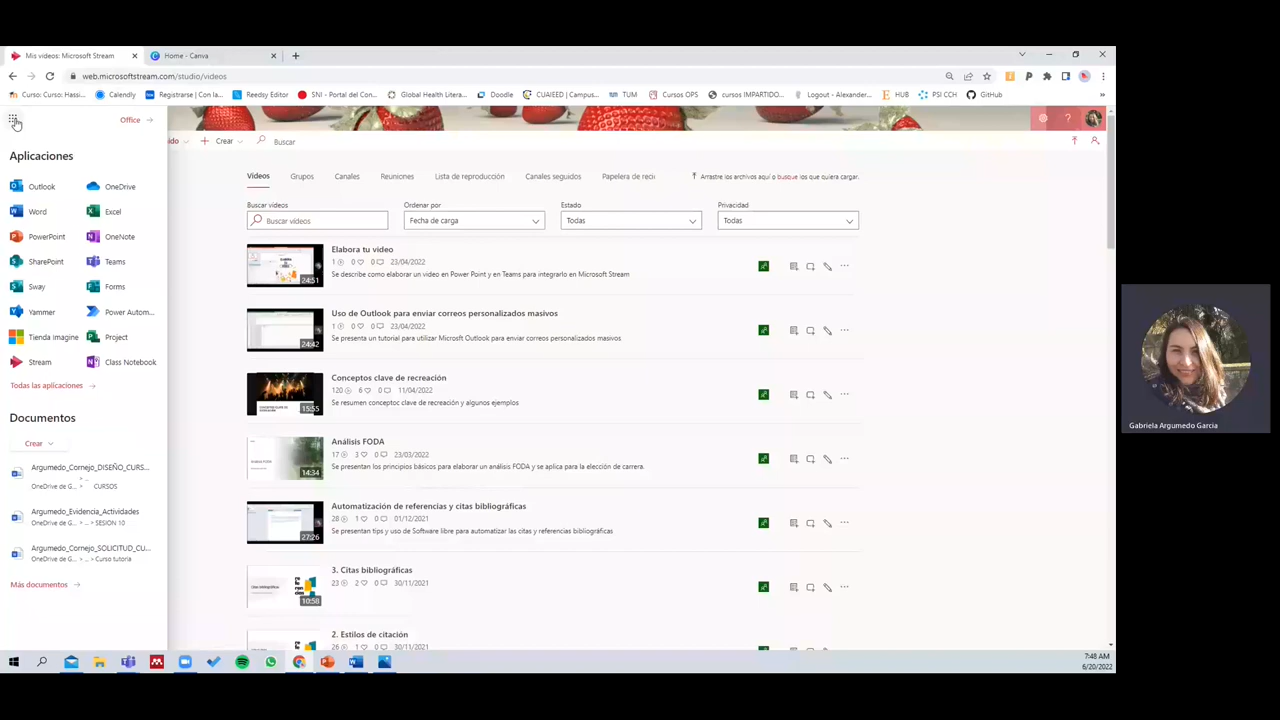 Mis videos: Microsoft Stream
Home - Canva
web.microsoftstream.com/studio/videos
Curso: Curso: Hassi...
Calendly
Registrarse | Con la...
Reedsy Editor
SNI - Portal del Con...
Global Health Litera...
Doodle
CUAIEED | Campus...
TUM
Cursos OPS
cursos IMPARTIDO...
Logout - Alexander...
HUB
PSI CCH
GitHub
Office
Crear
Buscar
Aplicaciones
Outlook
OneDrive
Word
Excel
PowerPoint
OneNote
SharePoint
Teams
Sway
Forms
Yammer
Power Autom...
Tienda Imagine
Project
Stream
Class Notebook
Todas las aplicaciones
Documentos
Crear
Argumedo_Cornejo_DISEÑO_CURS...
OneDrive de G... > ... > CURSOS
Argumedo_Evidencia_Actividades
OneDrive de G... > ... > SESIÓN 10
Argumedo_Cornejo_SOLICITUD_CU...
OneDrive de G... > ... > Curso tutoria
Más documentos
Vídeos
Grupos
Canales
Reuniones
Lista de reproducción
Canales seguidos
Papelera de reci
Arrastre los archivos aquí o busque los que quiera cargar.
Buscar vídeos
Ordenar por
Estado
Privacidad
Buscar vídeos
Fecha de carga
Todas
Todas
Elabora tu video
1 0 0 23/04/2022
Se describe como elaborar un video en Power Point y en Teams para integrarlo en Microsoft Stream
24:51
Uso de Outlook para enviar correos personalizados masivos
1 0 0 23/04/2022
Se presenta un tutorial para utilizar Microsft Outlook para enviar correos personalizados masivos
24:42
Conceptos clave de recreación
120 6 0 11/04/2022
Se resumen conceptoc clave de recreación y algunos ejemplos
15:55
Análisis FODA
17 3 0 23/03/2022
Se presentan los principios básicos para elaborar un análisis FODA y se aplica para la elección de carrera.
14:34
Automatización de referencias y citas bibliográficas
28 1 0 01/12/2021
Se presentan tips y uso de Software libre para automatizar las citas y referencias bibliográficas
27:26
3. Citas bibliográficas
23 2 0 30/11/2021
10:58
2. Estilos de citación
26 1 0 30/11/2021
Gabriela Argumedo Garcia
7:48 AM
6/20/2022